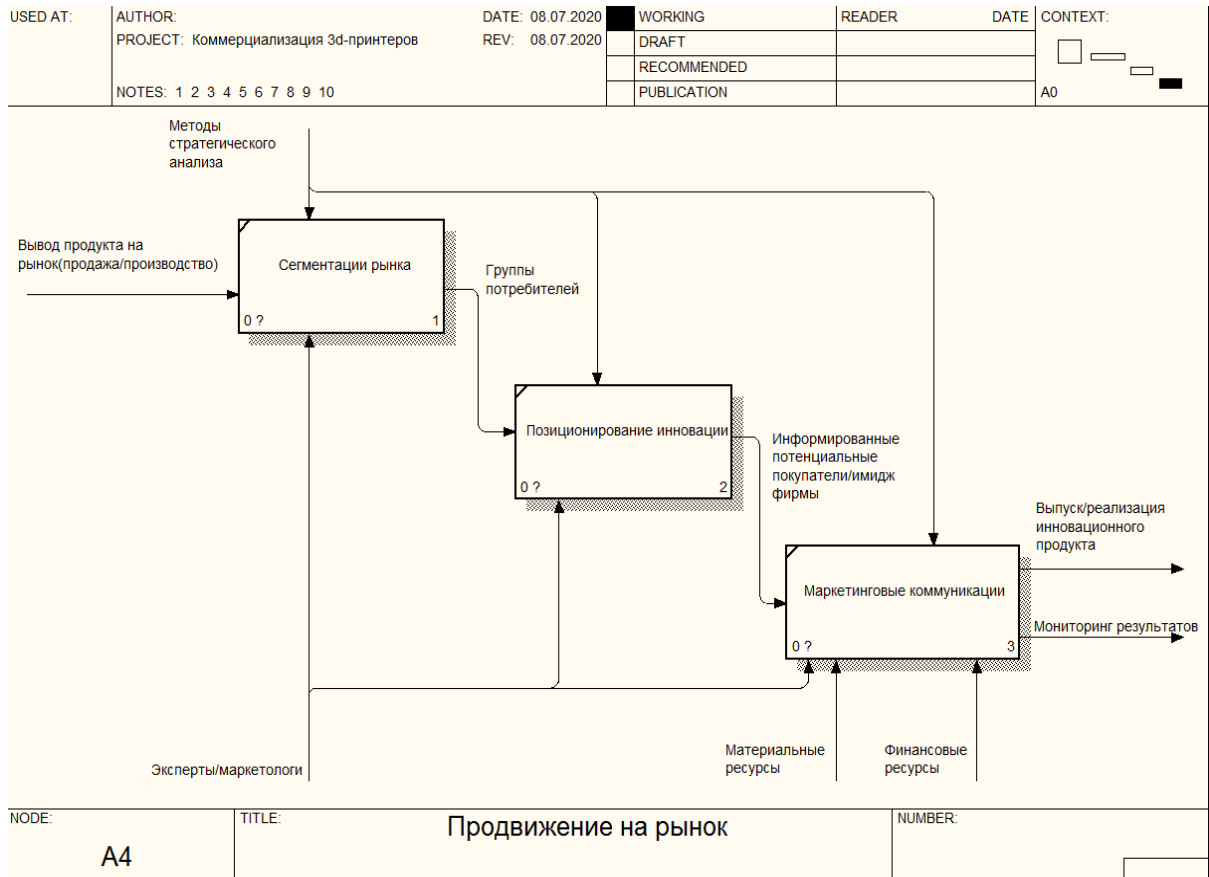 USED AT:
AUTHOR:
DATE: 08.07.2020
WORKING
READER
DATE
CONTEXT:
PROJECT: Коммерциализация 3d-принтеров
REV: 08.07.2020
DRAFT
RECOMMENDED
NOTES: 1 2 3 4 5 6 7 8 9 10
PUBLICATION
A0
Методы
стратегического
анализа
Вывод продукта на
рынок(продажа/производство)
Сегментации рынка
0 ?
1
Группы
потребителей
Позиционирование инновации
0 ?
2
Информированные
потенциальные
покупатели/имидж
фирмы
Выпуск/реализация
инновационного
продукта
Маркетинговые коммуникации
0 ?
3
Мониторинг результатов
Эксперты/маркетологи
Материальные
ресурсы
Финансовые
ресурсы
NODE:
A4
TITLE:
Продвижение на рынок
NUMBER: